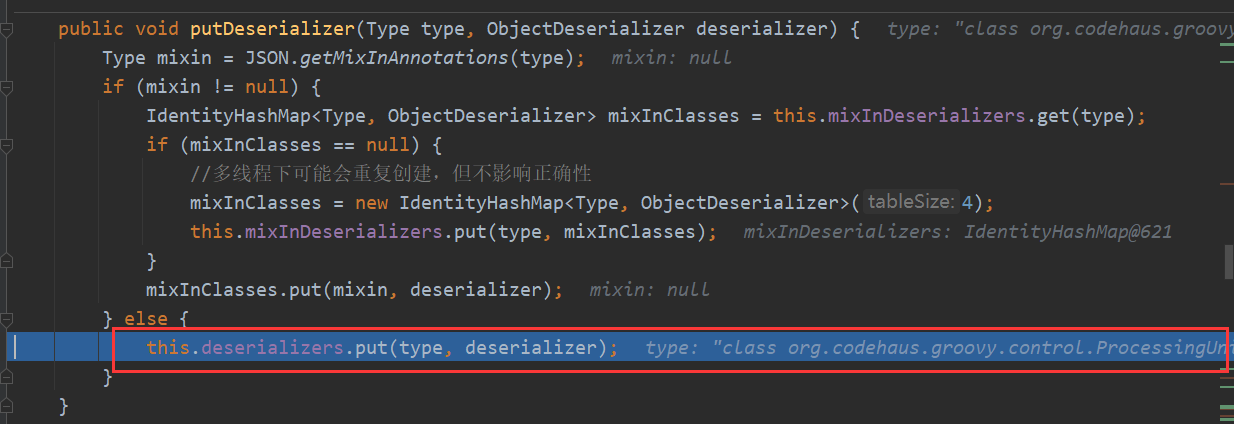 public void putDeserializer(Type type, ObjectDeserializer deserializer) { type: "class org.codehaus.groovy
Type mixin = JSON.getMixInAnnotations(type); mixin: null
if (mixin != null) {
IdentityHashMap<Type, ObjectDeserializer> mixInClasses = this.mixInDeserializers.get(type);
if (mixInClasses == null) {
//多线程下可能会重复创建，但不影响正确性
mixInClasses = new IdentityHashMap<Type, ObjectDeserializer>( tableSize: 4);
this.mixInDeserializers.put(type, mixInClasses); mixInDeserializers: IdentityHashMap@621
}
mixInClasses.put(mixin, deserializer); mixin: null
} else {
this.deserializers.put(type, deserializer); type: "class org.codehaus.groovy.control.ProcessingUn
}
}